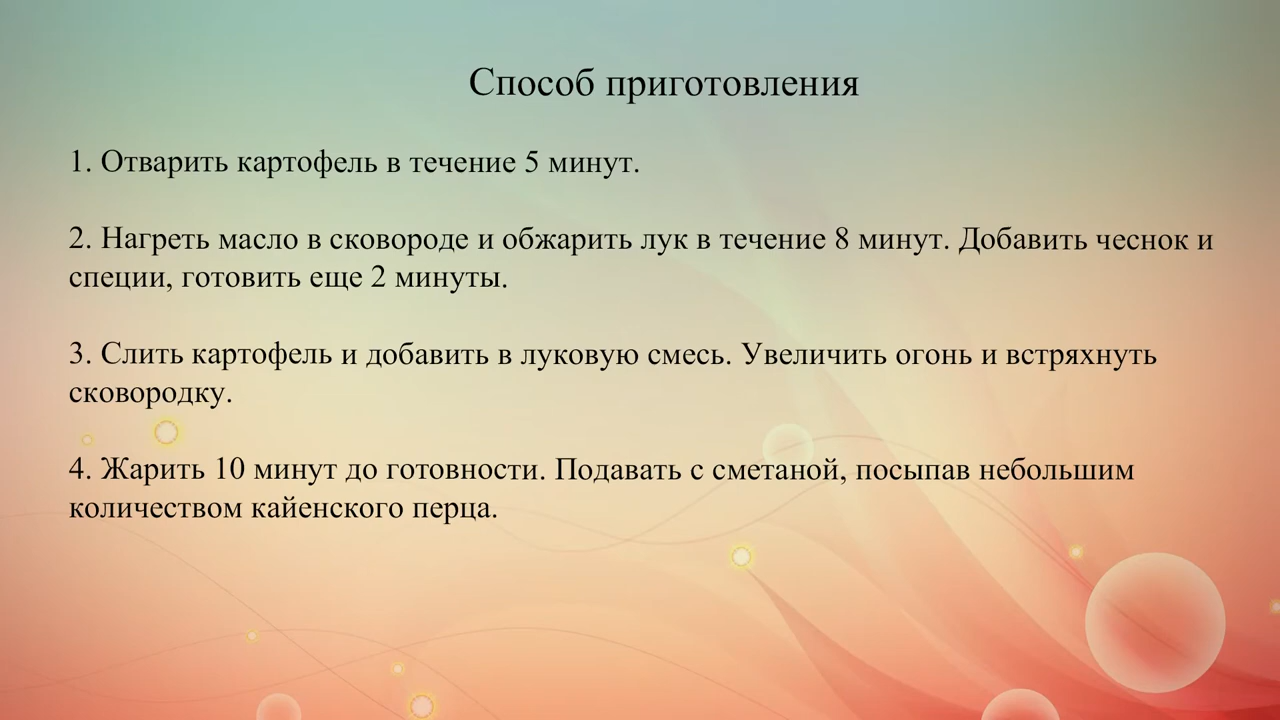 Способ приготовления
1. Отварить картофель в течение 5 минут.
2. Нагреть масло в сковороде и обжарить лук в течение 8 минут. Добавить чеснок и
специи, готовить еще 2 минуты.
3. Слить картофель и добавить в луковую смесь. Увеличить огонь и встряхнуть
сковородку.
4. Жарить 10 минут до готовности. Подавать с сметаной, посыпав небольшим
количеством кайенского перца.